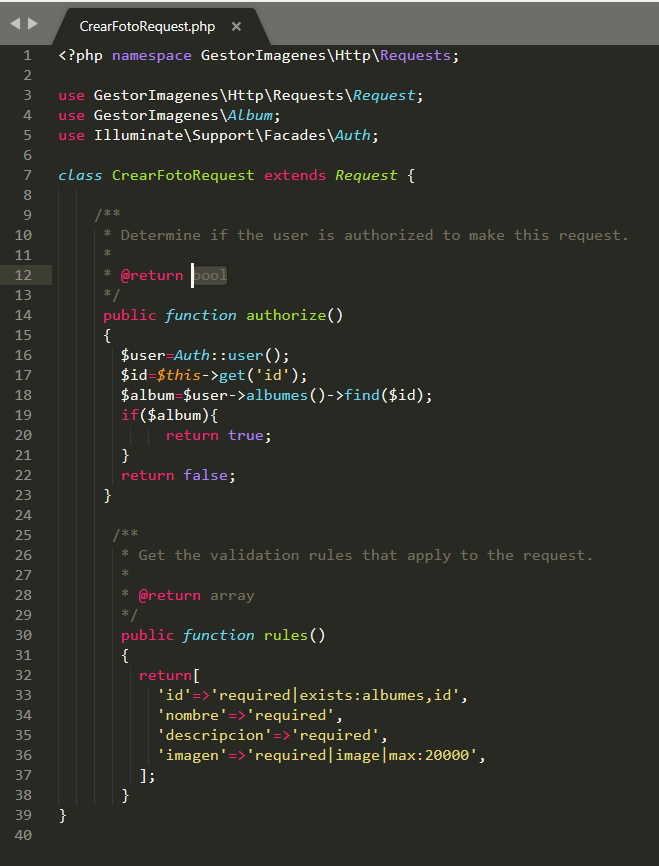 CrearFotoRequest.php ×
1 <?php namespace GestorImagenes\Http\Requests;
2
3 use GestorImagenes\Http\Requests\Request;
4 use GestorImagenes\Album;
5 use Illuminate\Support\Facades\Auth;
6
7 class CrearFotoRequest extends Request {
8
9 /**
10 * Determine if the user is authorized to make this request.
11 *
12 * @return bool
13 */
14 public function authorize()
15 {
16 $user=Auth::user();
17 $id=$this->get('id');
18 $album=$user->albumes()->find($id);
19 if($album){
20 return true;
21 }
22 return false;
23 }
24
25 /**
26 * Get the validation rules that apply to the request.
27 *
28 * @return array
29 */
30 public function rules()
31 {
32 return[
33 'id'=>'required|exists:albumes,id',
34 'nombre'=>'required',
35 'descripcion'=>'required',
36 'imagen'=>'required|image|max:20000',
37 ];
38 }
39 }
40